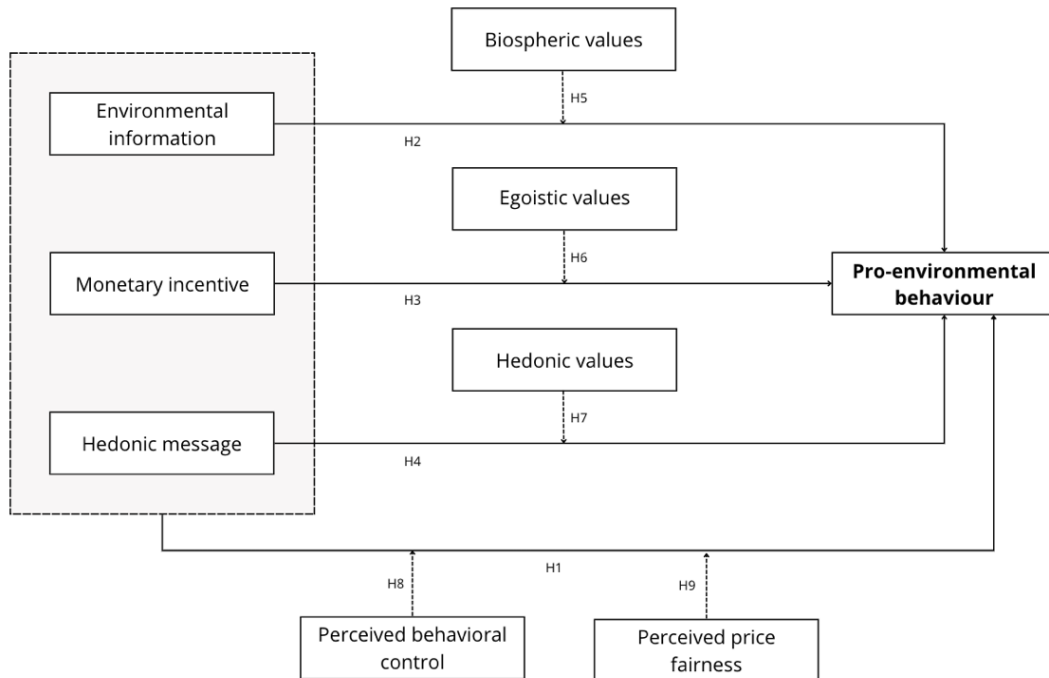 Biospheric values
H5
Environmental
information
H2
Egoistic values
H6
Monetary incentive
H3
Pro-environmental
behaviour
Hedonic values
H7
Hedonic message
H4
H1
H8
H9
Perceived behavioral
control
Perceived price
fairness